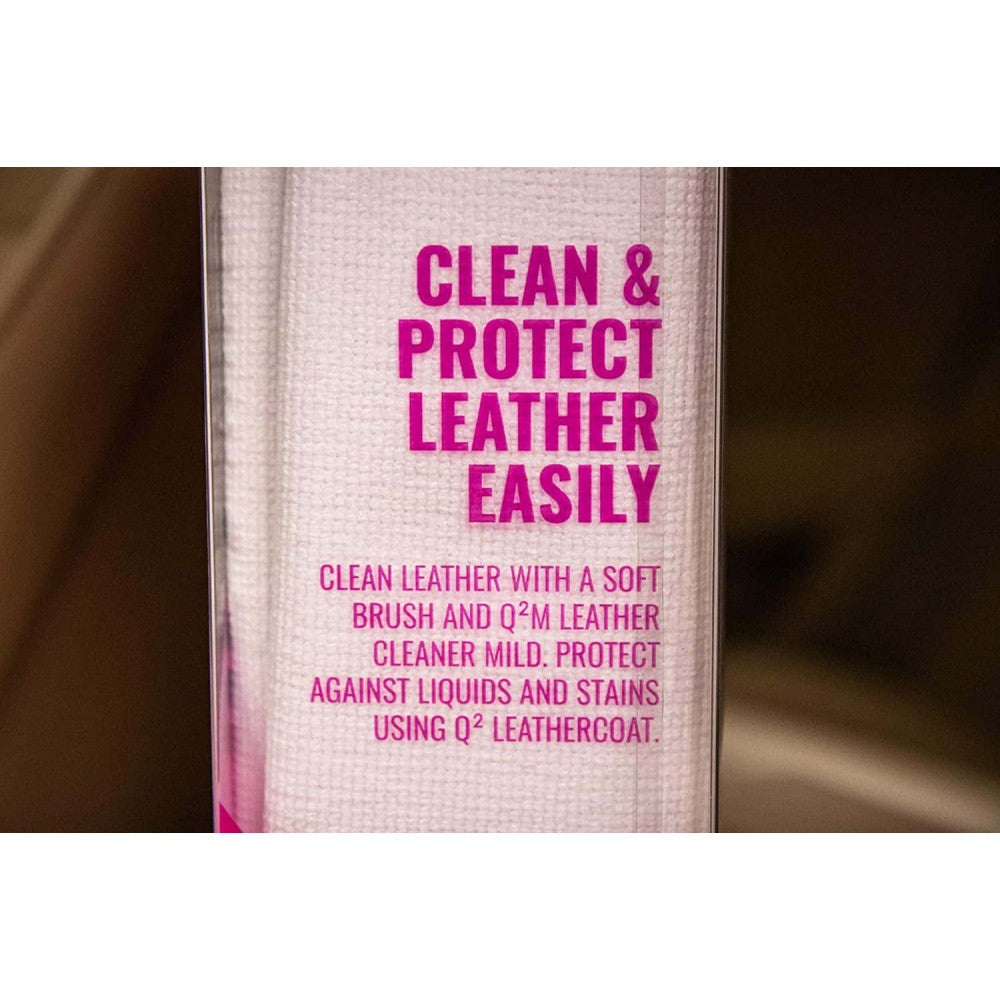 CLEAN &
PROTECT
LEATHER
EASILY
CLEAN LEATHER WITH A SOFT
BRUSH AND Q²M LEATHER
CLEANER MILD. PROTECT
AGAINST LIQUIDS AND STAINS
USING Q² LEATHERCOAT.